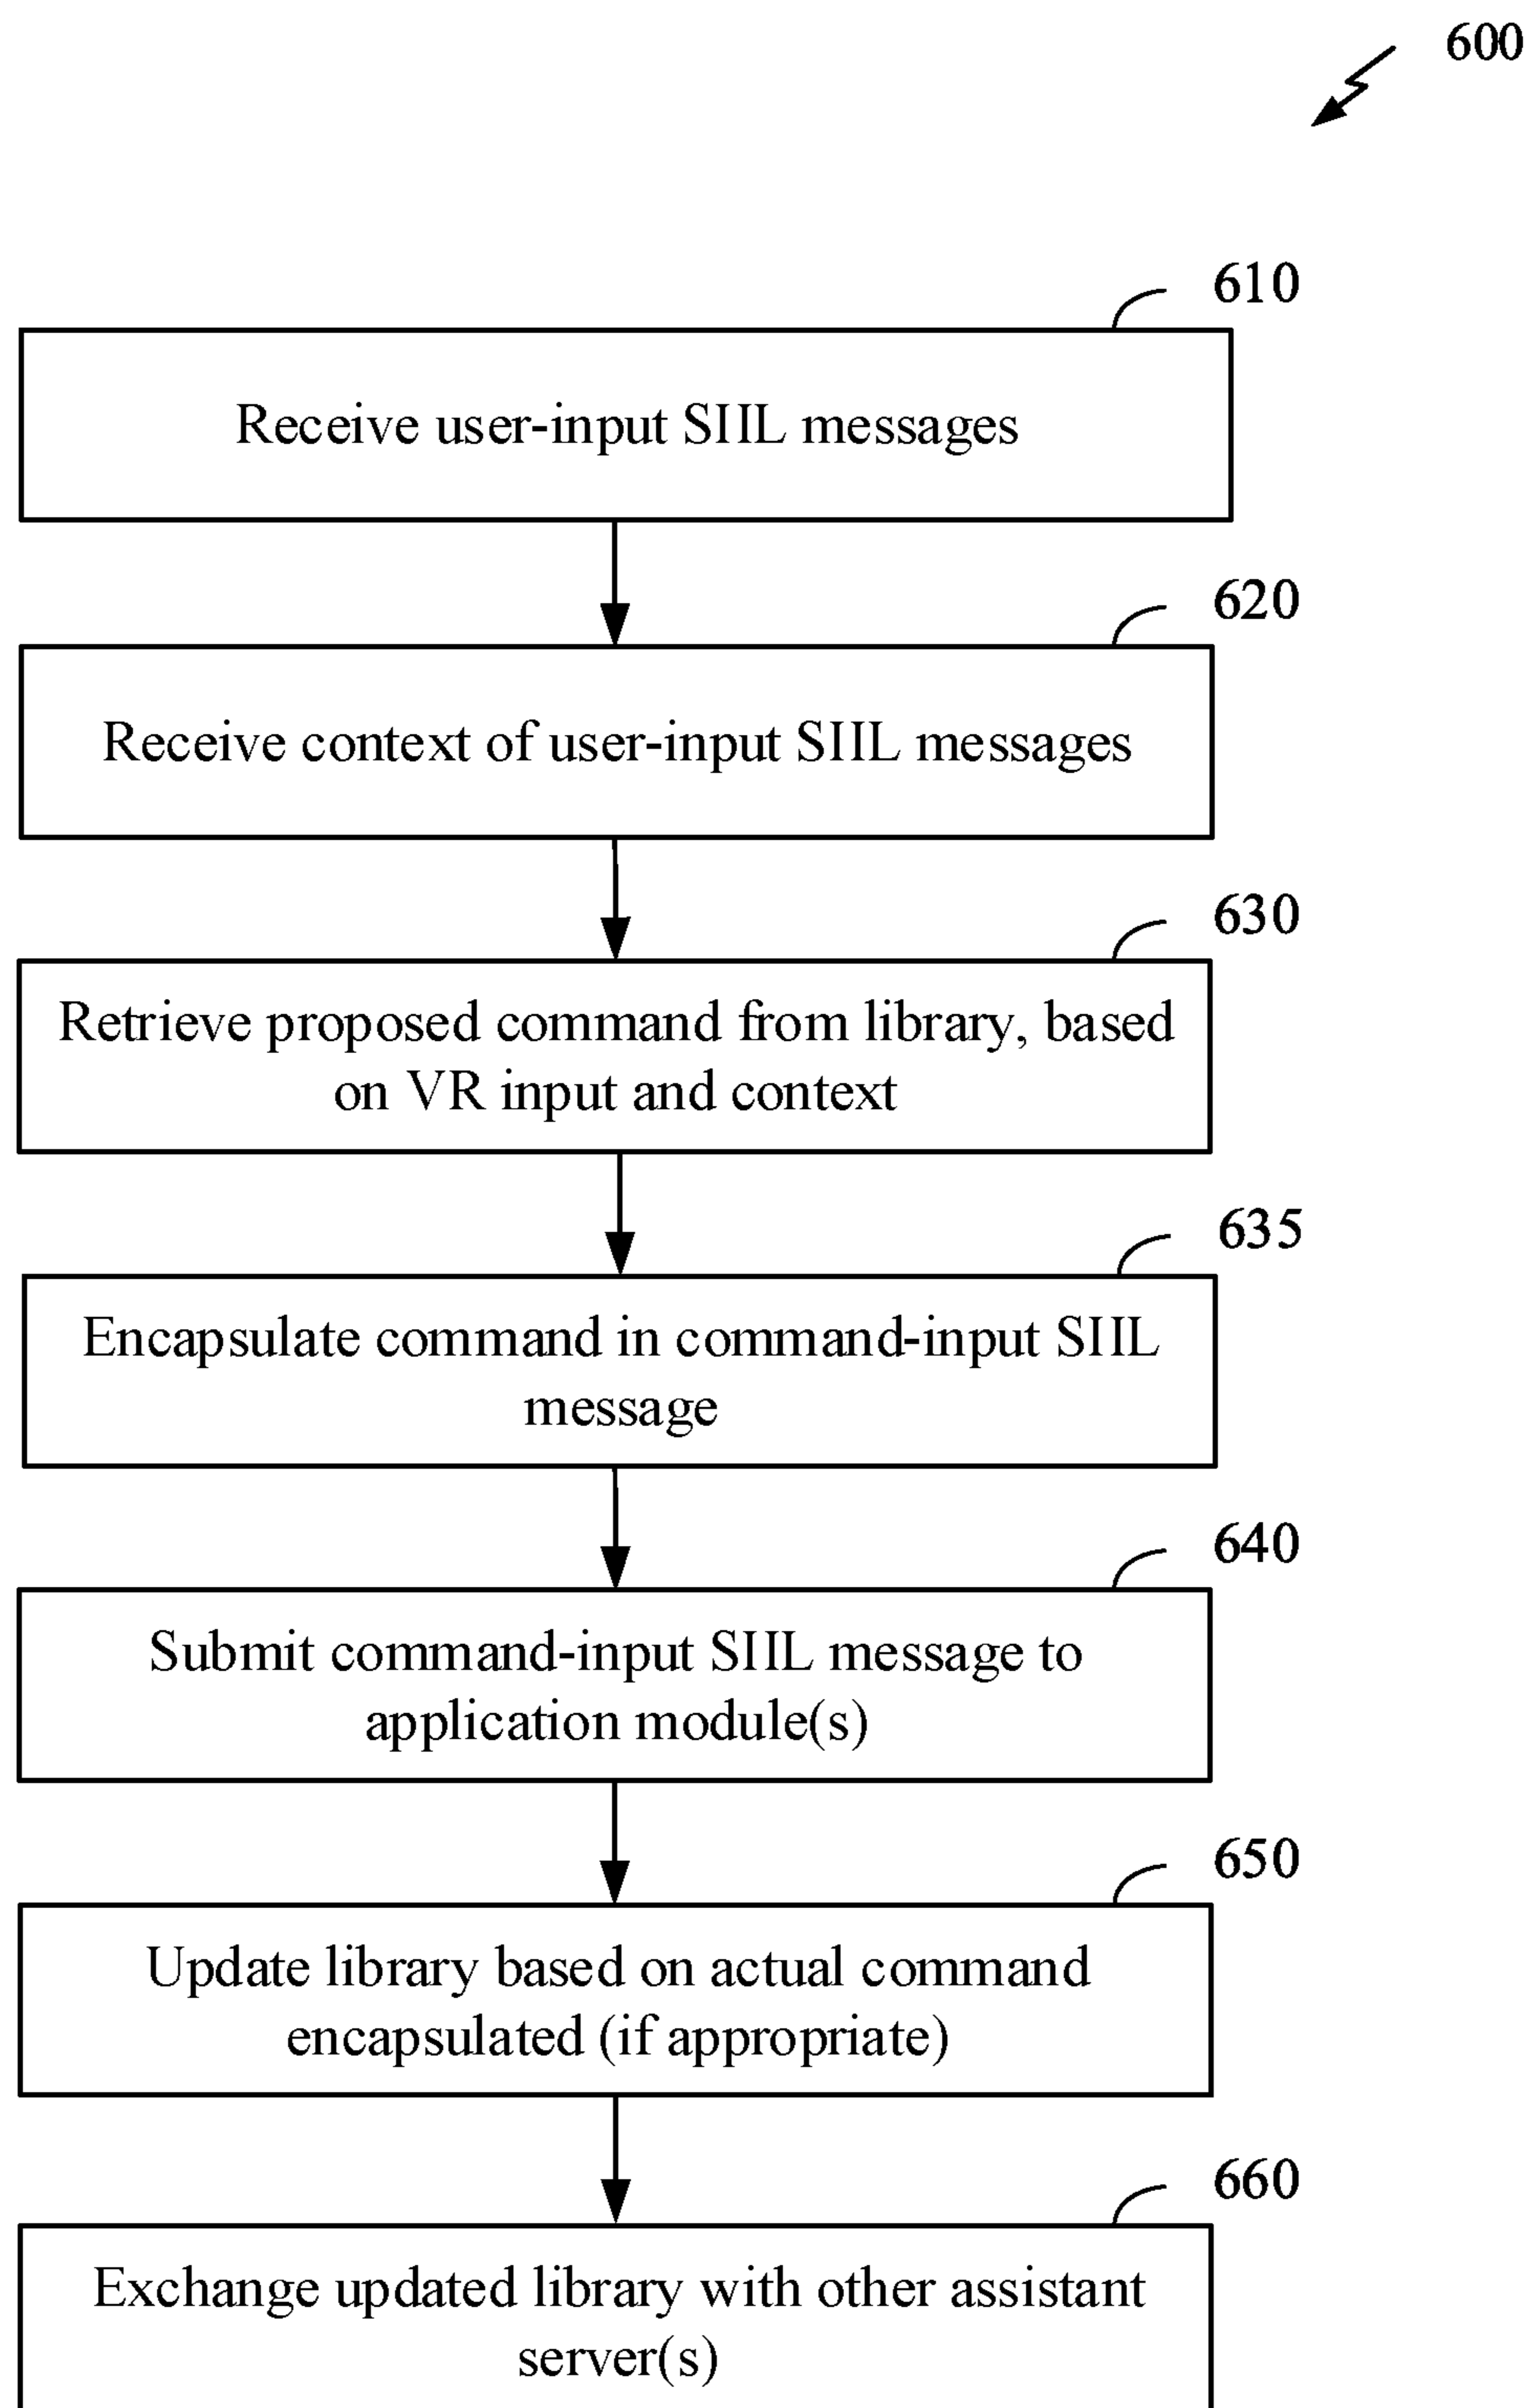 600
610
Receive user-input SIIL messages
620
Receive context of user-input SIIL messages
630
Retrieve proposed command from library, based
on VR input and context
635
Encapsulate command in command-input SIIL
message
640
Submit command-input SIIL message to
application module(s)
650
Update library based on actual command
encapsulated (if appropriate)
660
Exchange updated library with other assistant
server(s)